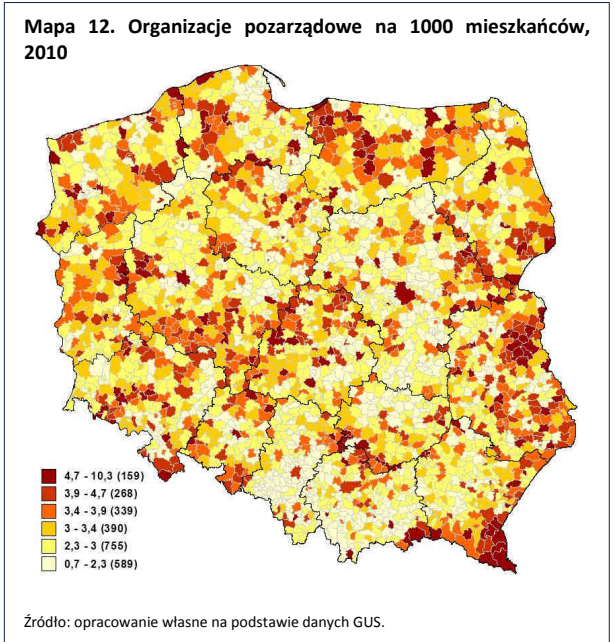 Mapa 12. Organizacje pozarządowe na 1000 mieszkańców,
2010
4,7 - 10,3 (159)
3,9 - 4,7 (268)
3,4 - 3,9 (339)
3 - 3,4 (390)
2,3 - 3 (755)
0,7 - 2,3 (589)
Źródło: opracowanie własne na podstawie danych GUS.